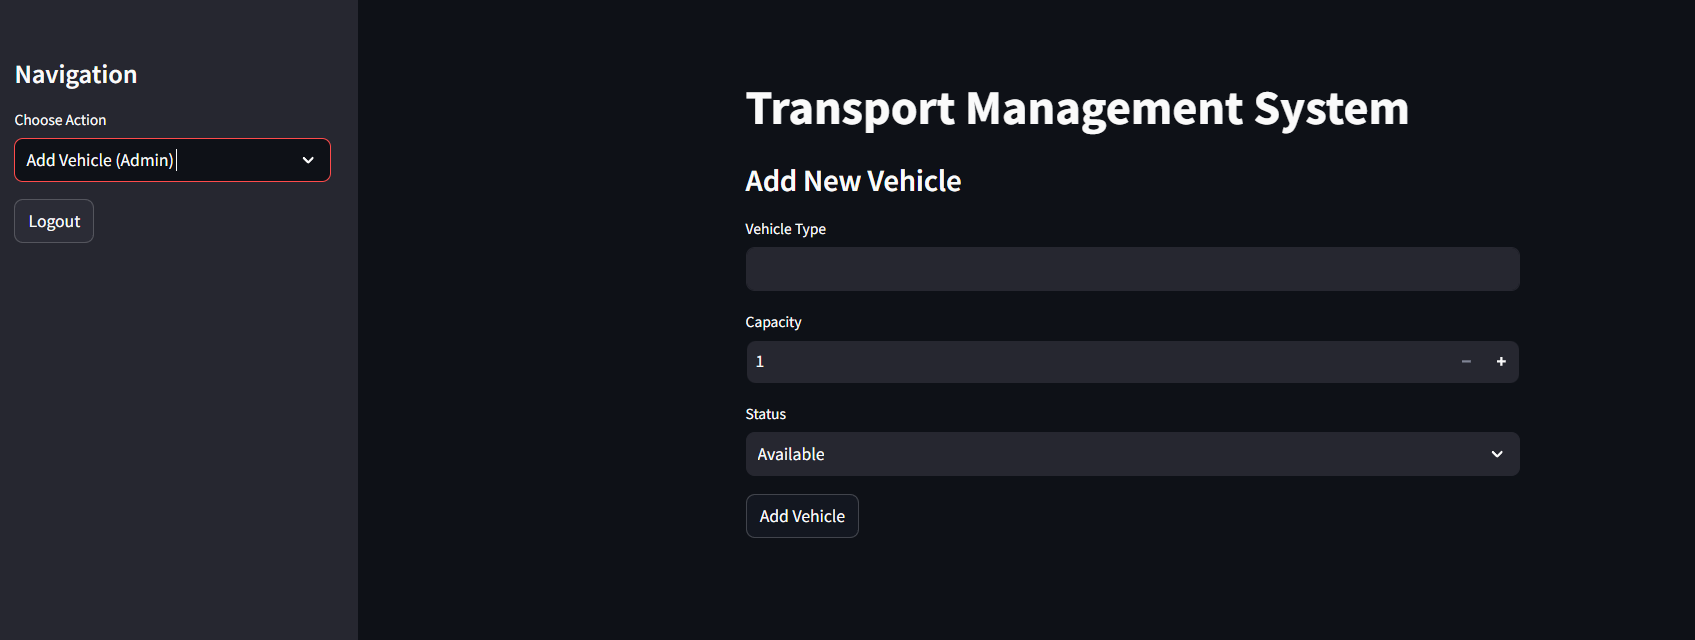 Navigation
Choose Action
Add Vehicle (Admin)
Logout
Transport Management System
Add New Vehicle
Vehicle Type
Capacity
1
Status
Available
Add Vehicle